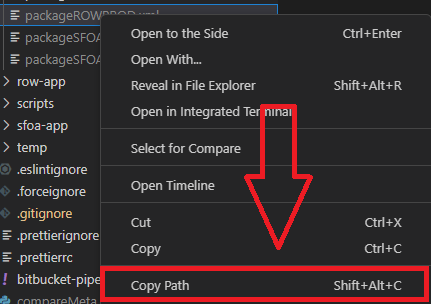 packageROWPROD.xml
packageSFOA
packageSFOA
row-app
scripts
sfoa-app
temp
.eslintignore
.forceignore
.gitignore
.prettierignore
.prettierrc
bitbucket-pipe
compareMeta
Open to the Side Ctrl+Enter
Open With...
Reveal in File Explorer Shift+Alt+R
Open in Integrated Terminal
Select for Compare
Open Timeline
Cut Ctrl+X
Copy Ctrl+C
Copy Path Shift+Alt+C